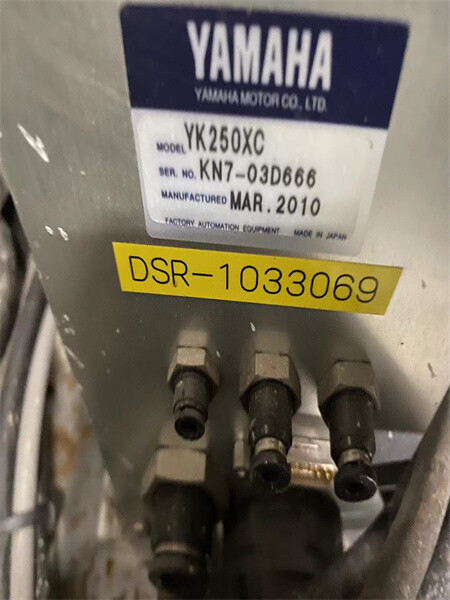 YAMAHA
YAMAHA MOTOR CO., LTD.
MODEL YK250XC
SER. NO. KN7-03D666
MANUFACTURED MAR.2010
FACTORY AUTOMATION EQUIPMENT MADE IN JAPAN
DSR-1033069